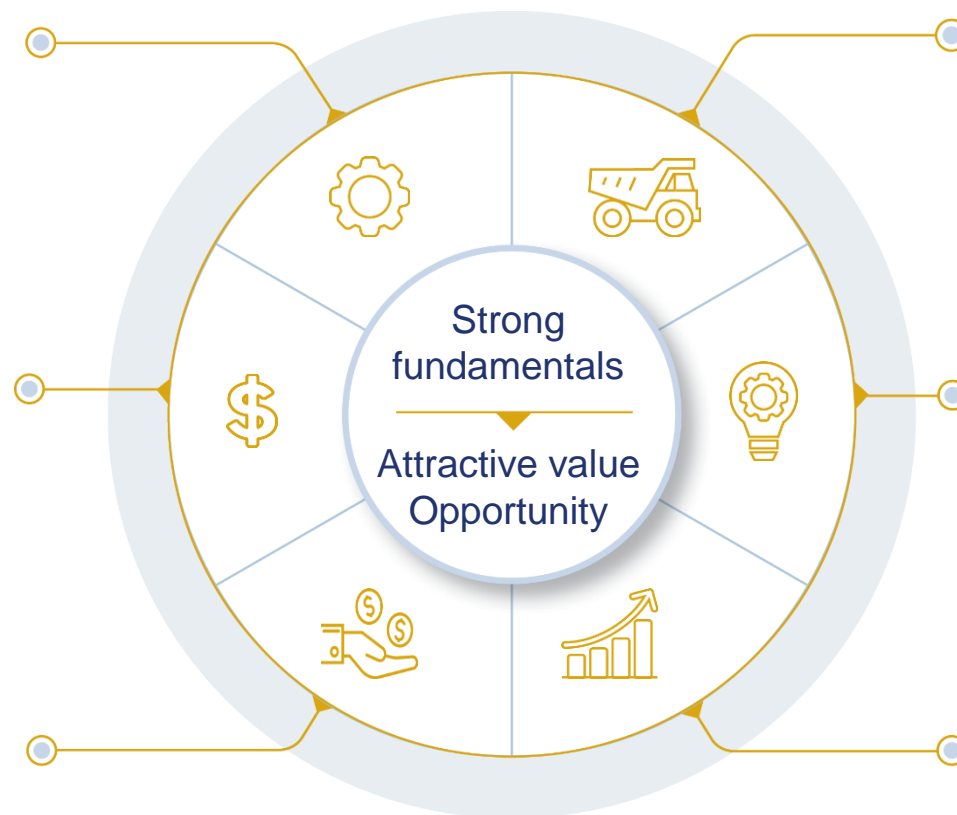 Strong
fundamentals
Attractive value
Opportunity
$
$
$